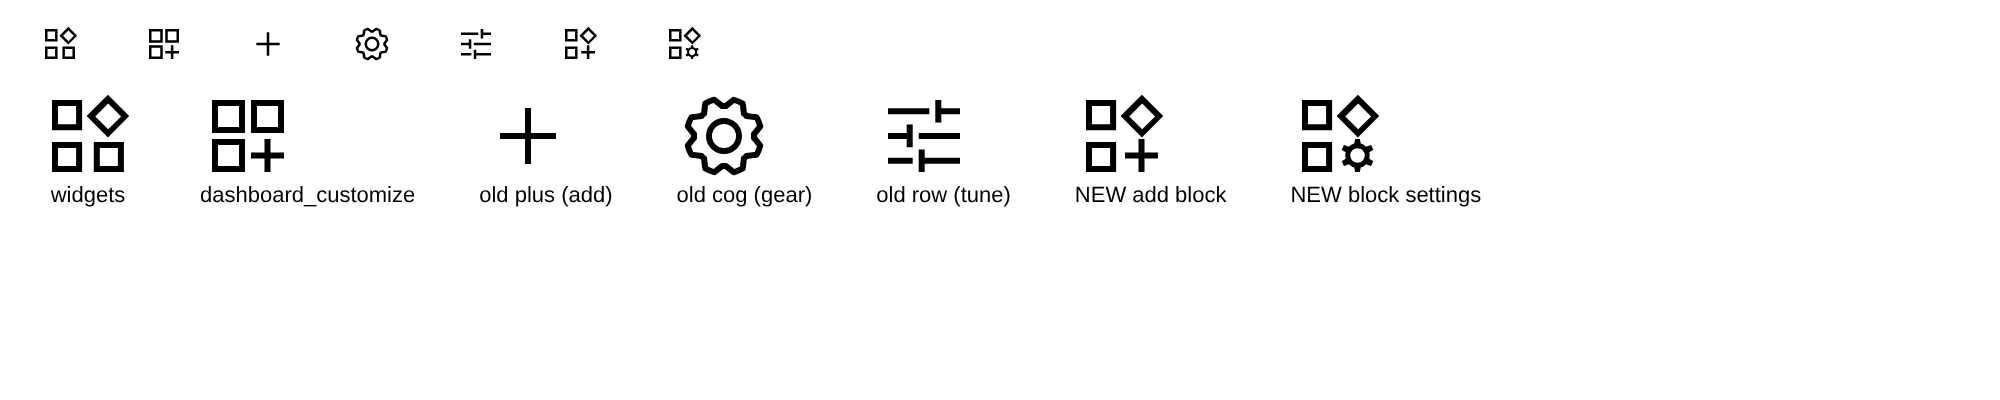 widgets dashboard_customize old plus (add) old cog (gear) old row (tune) NEW add block NEW block settings